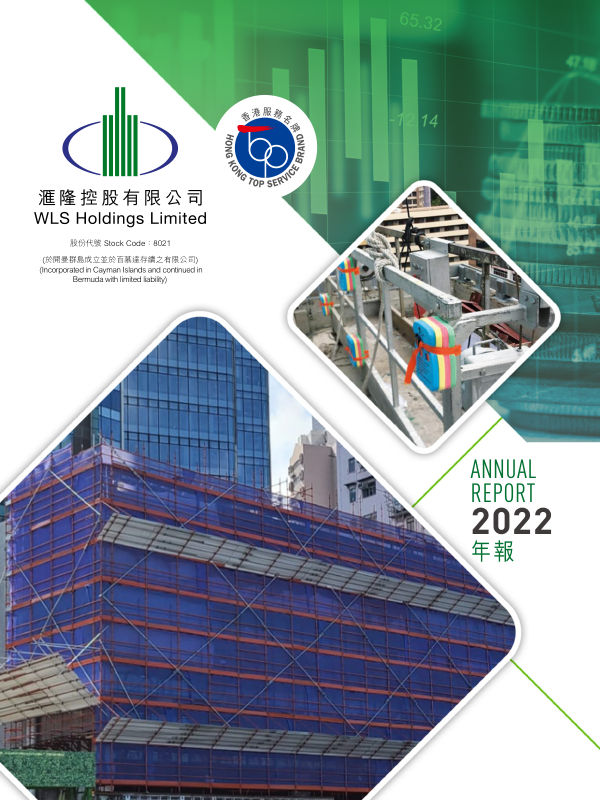 65.32
-12.14
47.19
香港服務名牌
HONG KONG TOP SERVICE BRAND
滙隆控股有限公司
WLS Holdings Limited
股份代號 Stock Code：8021
(於開曼群島成立並於百慕達存續之有限公司)
(Incorporated in Cayman Islands and continued in
Bermuda with limited liability)
ANNUAL
REPORT
2022
年報